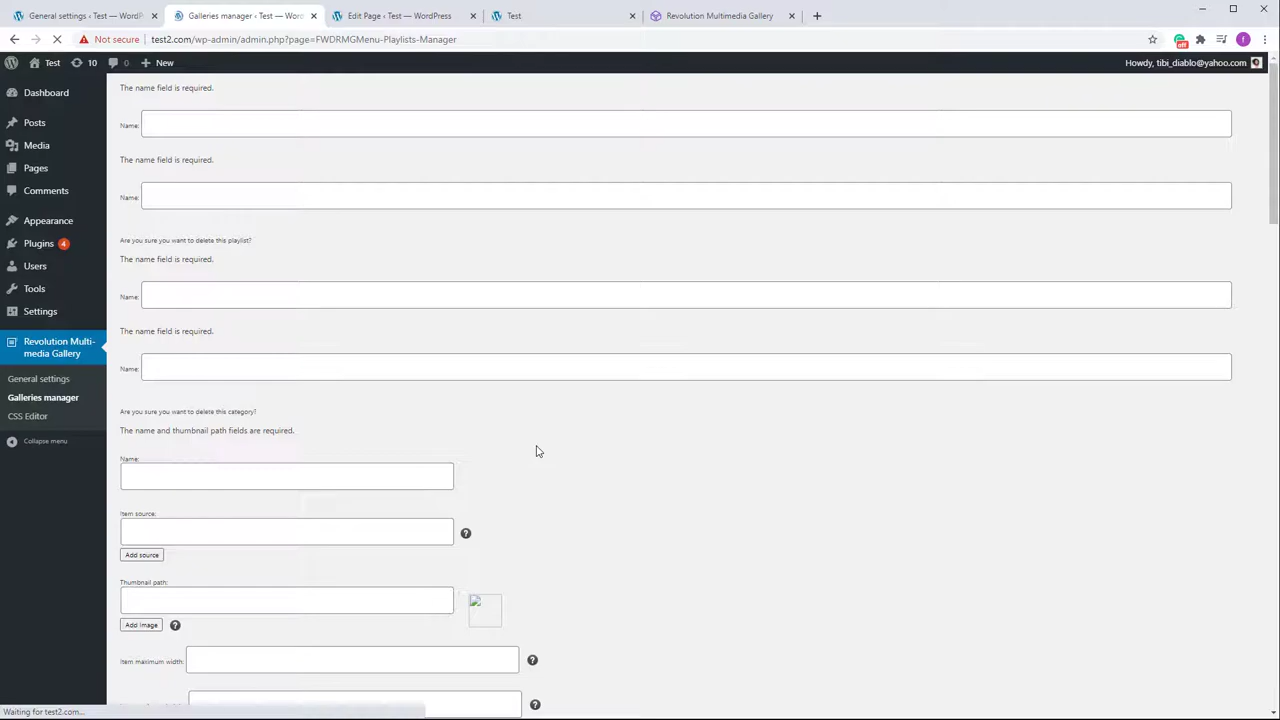 General settings ‹ Test — WordPr
Galleries manager ‹ Test — Wor
Edit Page ‹ Test — WordPress
Test
Revolution Multimedia Gallery
Not secure
test2.com/wp-admin/admin.php?page=FWDRMGMenu-Playlists-Manager
off
f
Test
10
0
New
Howdy, tibi_diablo@yahoo.com
Dashboard
Posts
Media
Pages
Comments
Appearance
Plugins 4
Users
Tools
Settings
Revolution Multi-
media Gallery
General settings
Galleries manager
CSS Editor
Collapse menu
The name field is required.
Name:
The name field is required.
Name:
Are you sure you want to delete this playlist?
The name field is required.
Name:
The name field is required.
Name:
Are you sure you want to delete this category?
The name and thumbnail path fields are required.
Name:
Item source:
Add source
Thumbnail path:
Add image
Item maximum width:
Waiting for test2.com...